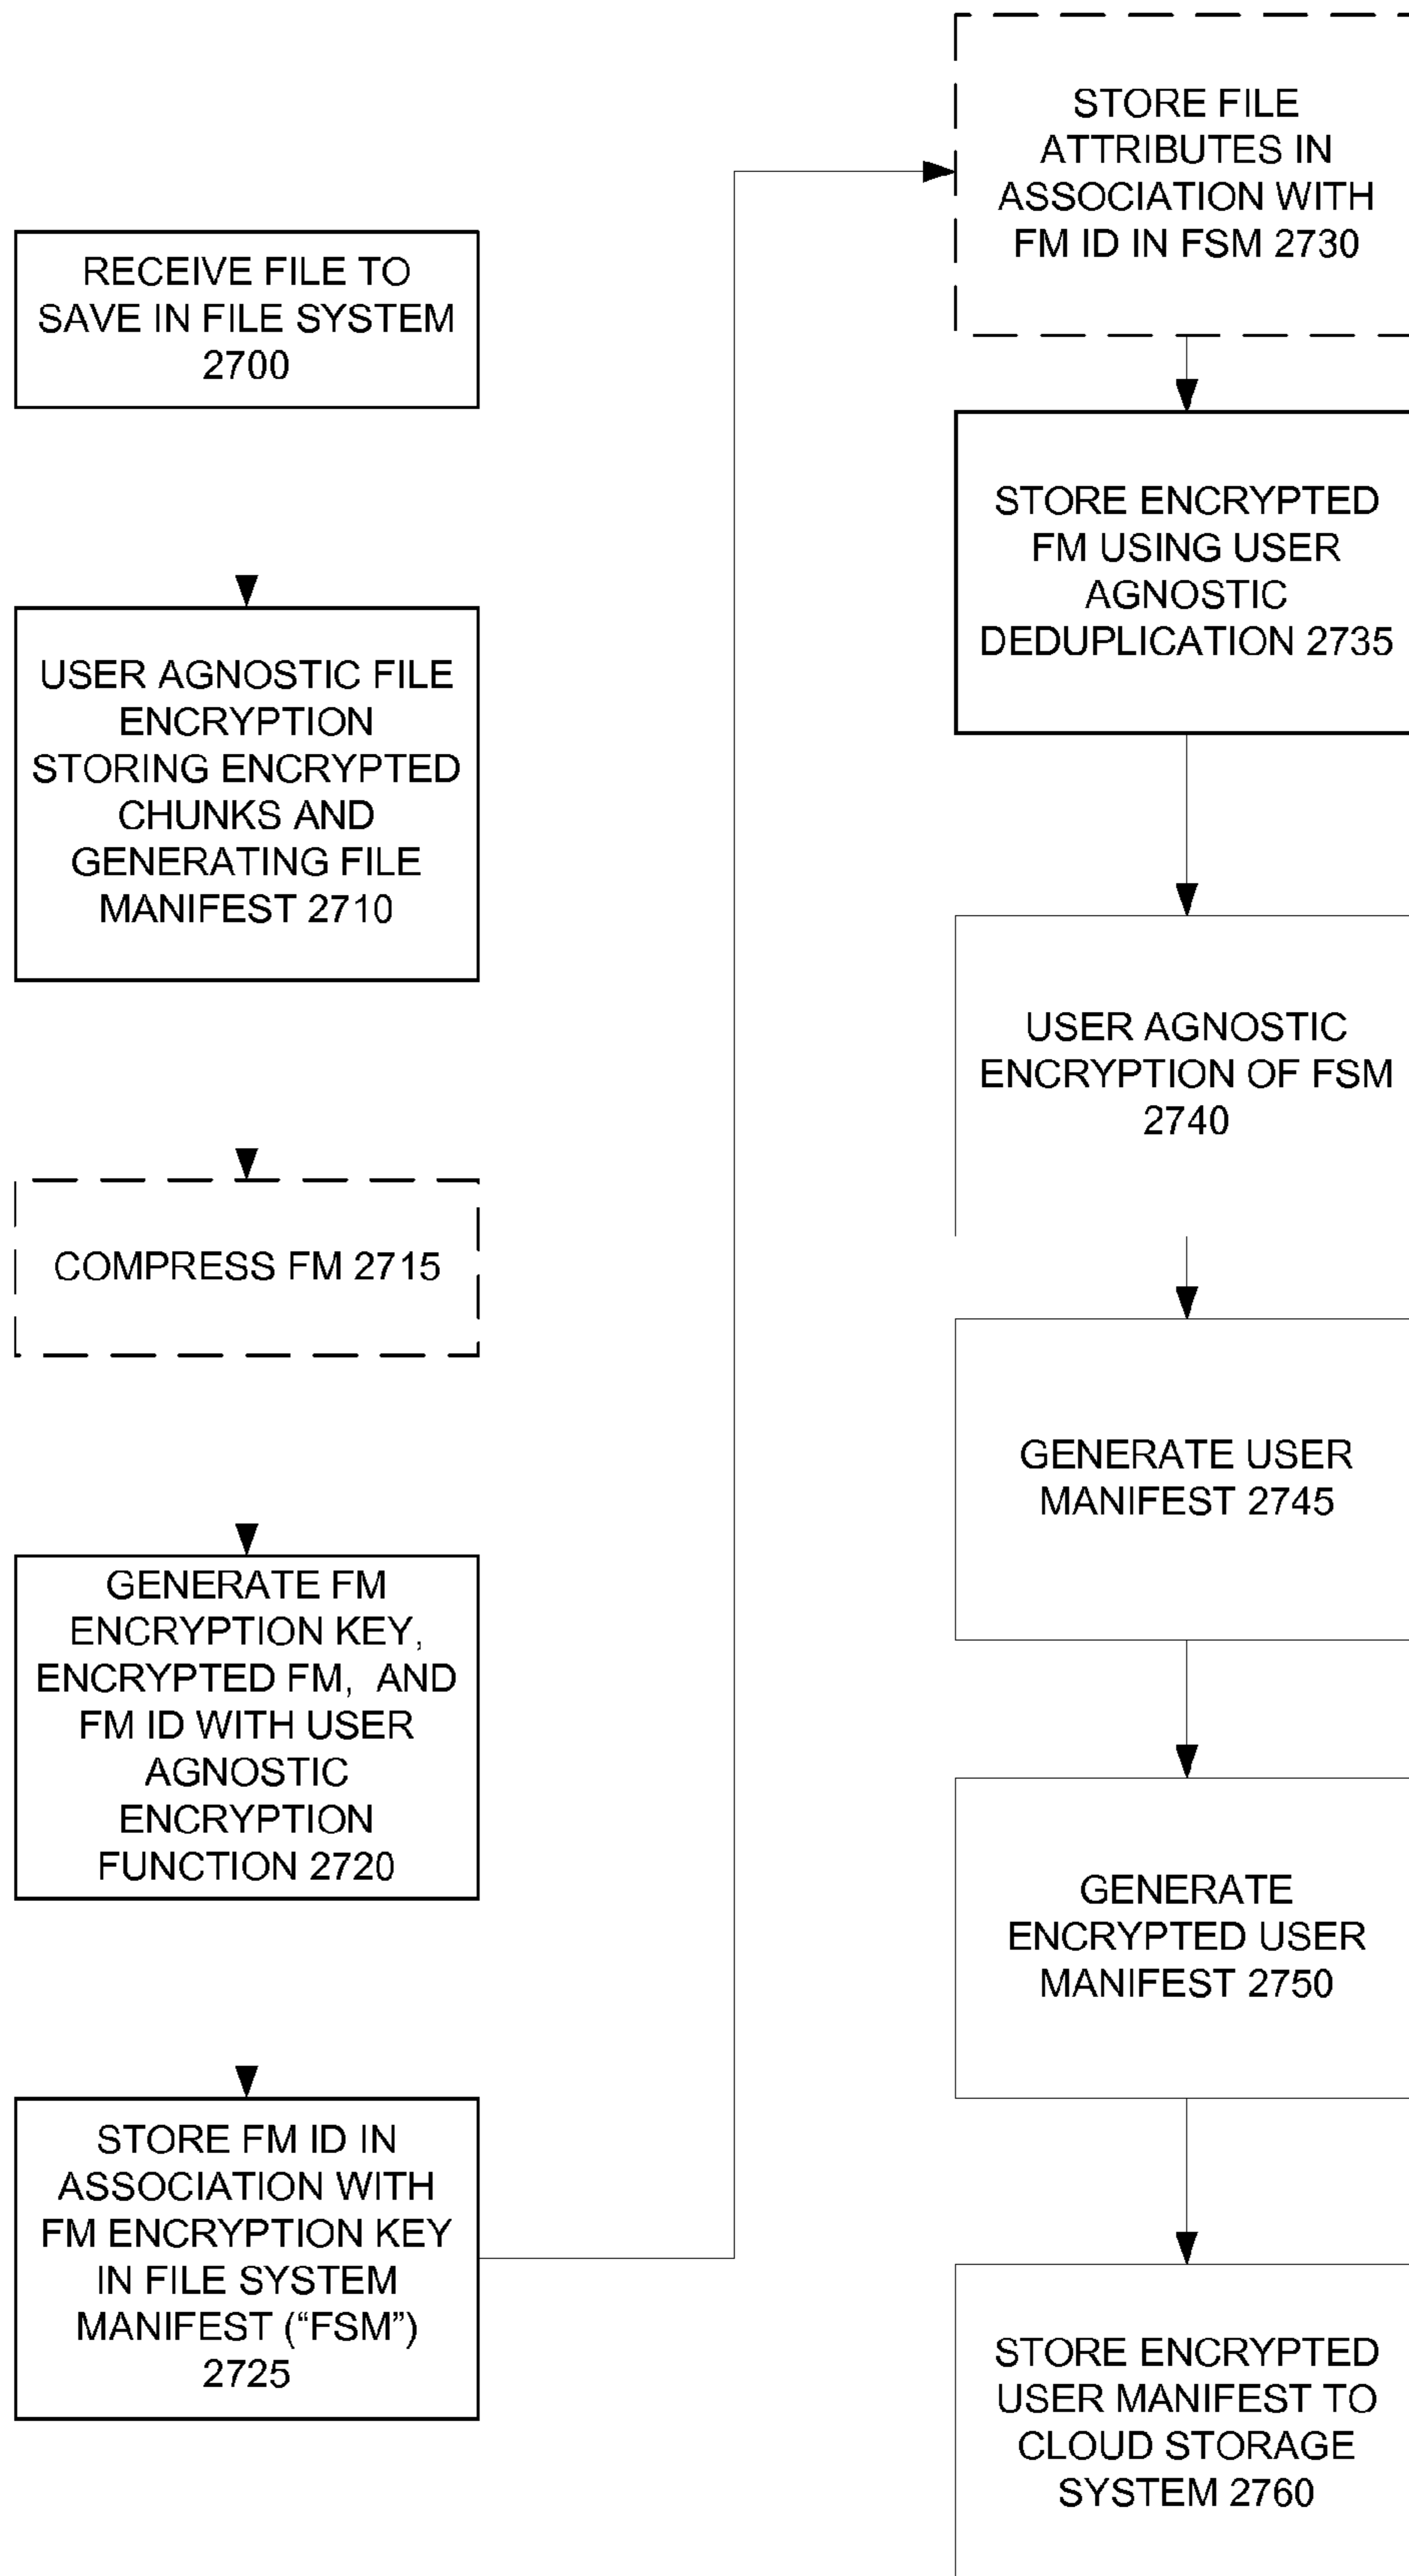 RECEIVE FILE TO
SAVE IN FILE SYSTEM
2700
USER AGNOSTIC FILE
ENCRYPTION
STORING ENCRYPTED
CHUNKS AND
GENERATING FILE
MANIFEST 2710
COMPRESS FM 2715
GENERATE FM
ENCRYPTION KEY,
ENCRYPTED FM, AND
FM ID WITH USER
AGNOSTIC
ENCRYPTION
FUNCTION 2720
STORE FM ID IN
ASSOCIATION WITH
FM ENCRYPTION KEY
IN FILE SYSTEM
MANIFEST (“FSM”)
2725
STORE FILE
ATTRIBUTES IN
ASSOCIATION WITH
FM ID IN FSM 2730
STORE ENCRYPTED
FM USING USER
AGNOSTIC
DEDUPLICATION 2735
USER AGNOSTIC
ENCRYPTION OF FSM
2740
GENERATE USER
MANIFEST 2745
GENERATE
ENCRYPTED USER
MANIFEST 2750
STORE ENCRYPTED
USER MANIFEST TO
CLOUD STORAGE
SYSTEM 2760